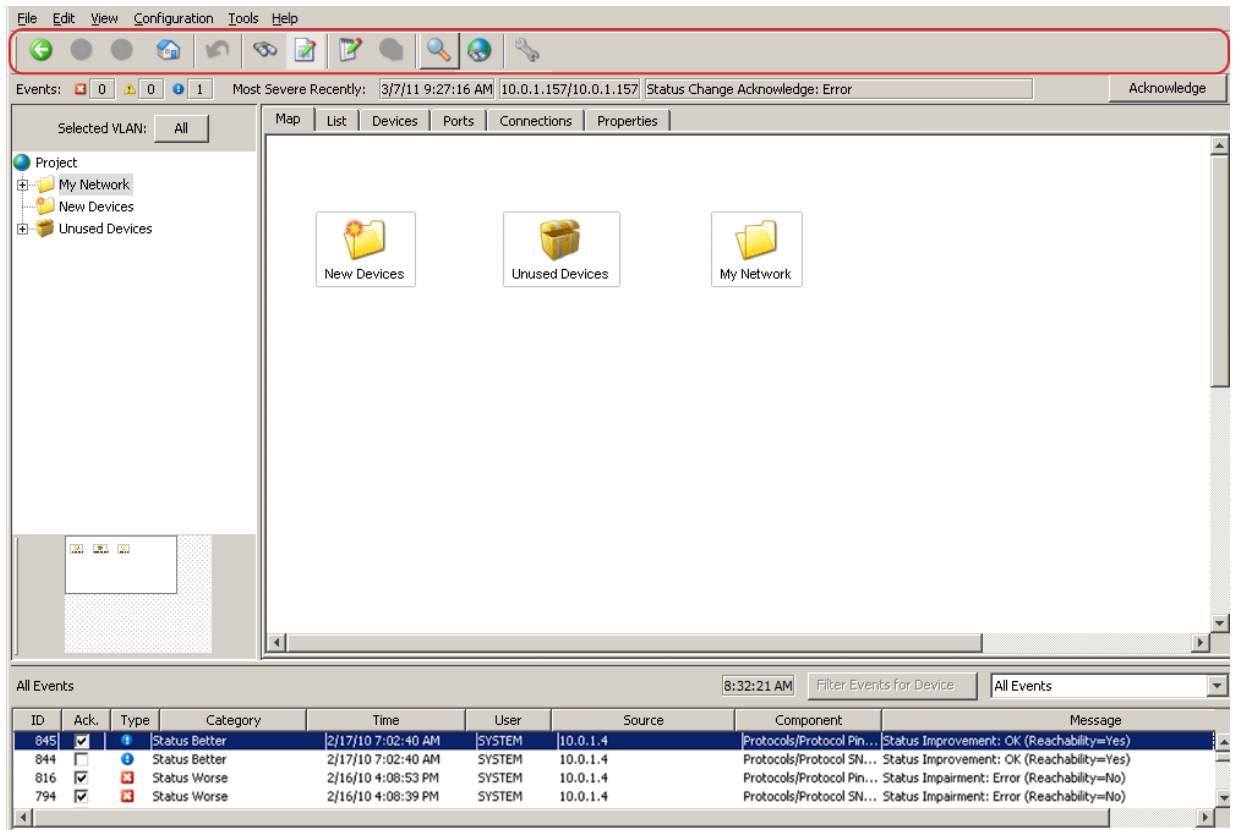 File Edit View Configuration Tools Help
Events: 0 0 1 Most Severe Recently: 3/7/11 9:27:16 AM 10.0.1.157/10.0.1.157 Status Change Acknowledge: Error Acknowledge
Selected VLAN: All
Map List Devices Ports Connections Properties
Project
My Network
New Devices
Unused Devices
New Devices Unused Devices My Network
All Events 8:32:21 AM Filter Events for Device All Events
ID Ack. Type Category Time User Source Component Message
845 Status Better 2/17/10 7:02:40 AM SYSTEM 10.0.1.4 Protocols/Protocol Pin... Status Improvement: OK (Reachability=Yes)
844 Status Better 2/17/10 7:02:40 AM SYSTEM 10.0.1.4 Protocols/Protocol SN... Status Improvement: OK (Reachability=Yes)
816 Status Worse 2/16/10 4:08:53 PM SYSTEM 10.0.1.4 Protocols/Protocol Pin... Status Impairment: Error (Reachability=No)
794 Status Worse 2/16/10 4:08:39 PM SYSTEM 10.0.1.4 Protocols/Protocol SN... Status Impairment: Error (Reachability=No)